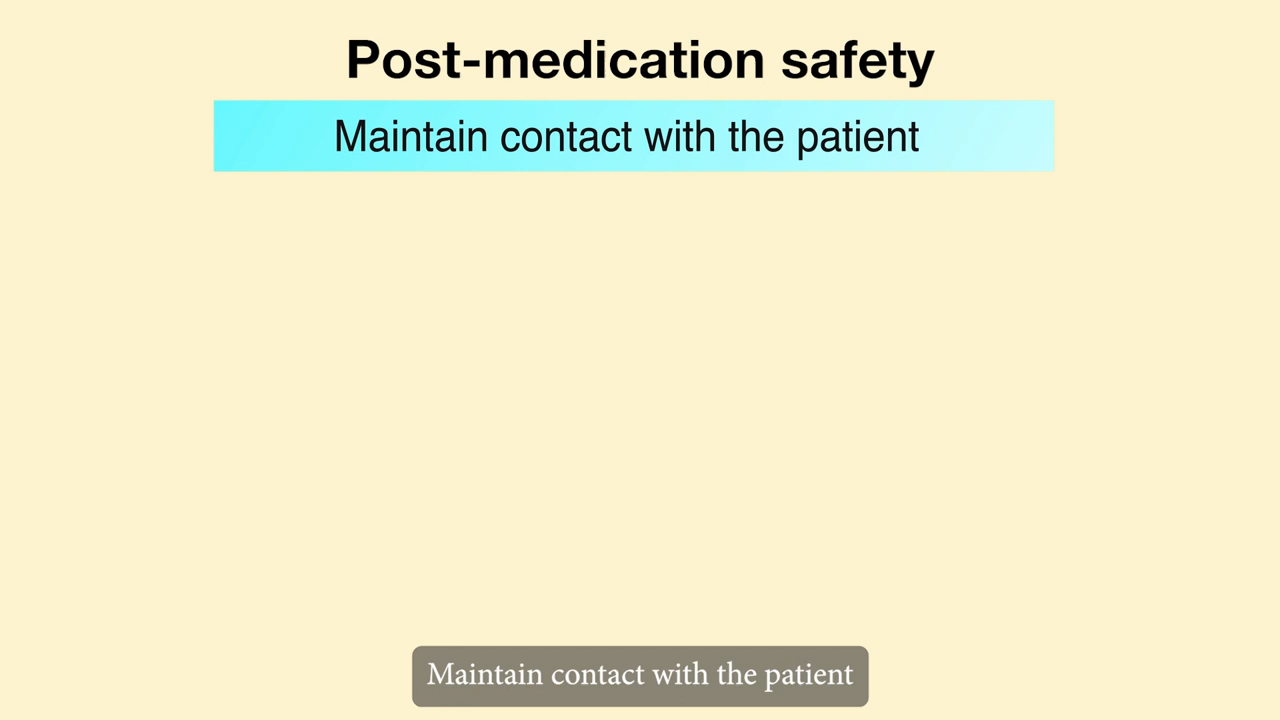 Post-medication safety
Maintain contact with the patient
Maintain contact with the patient